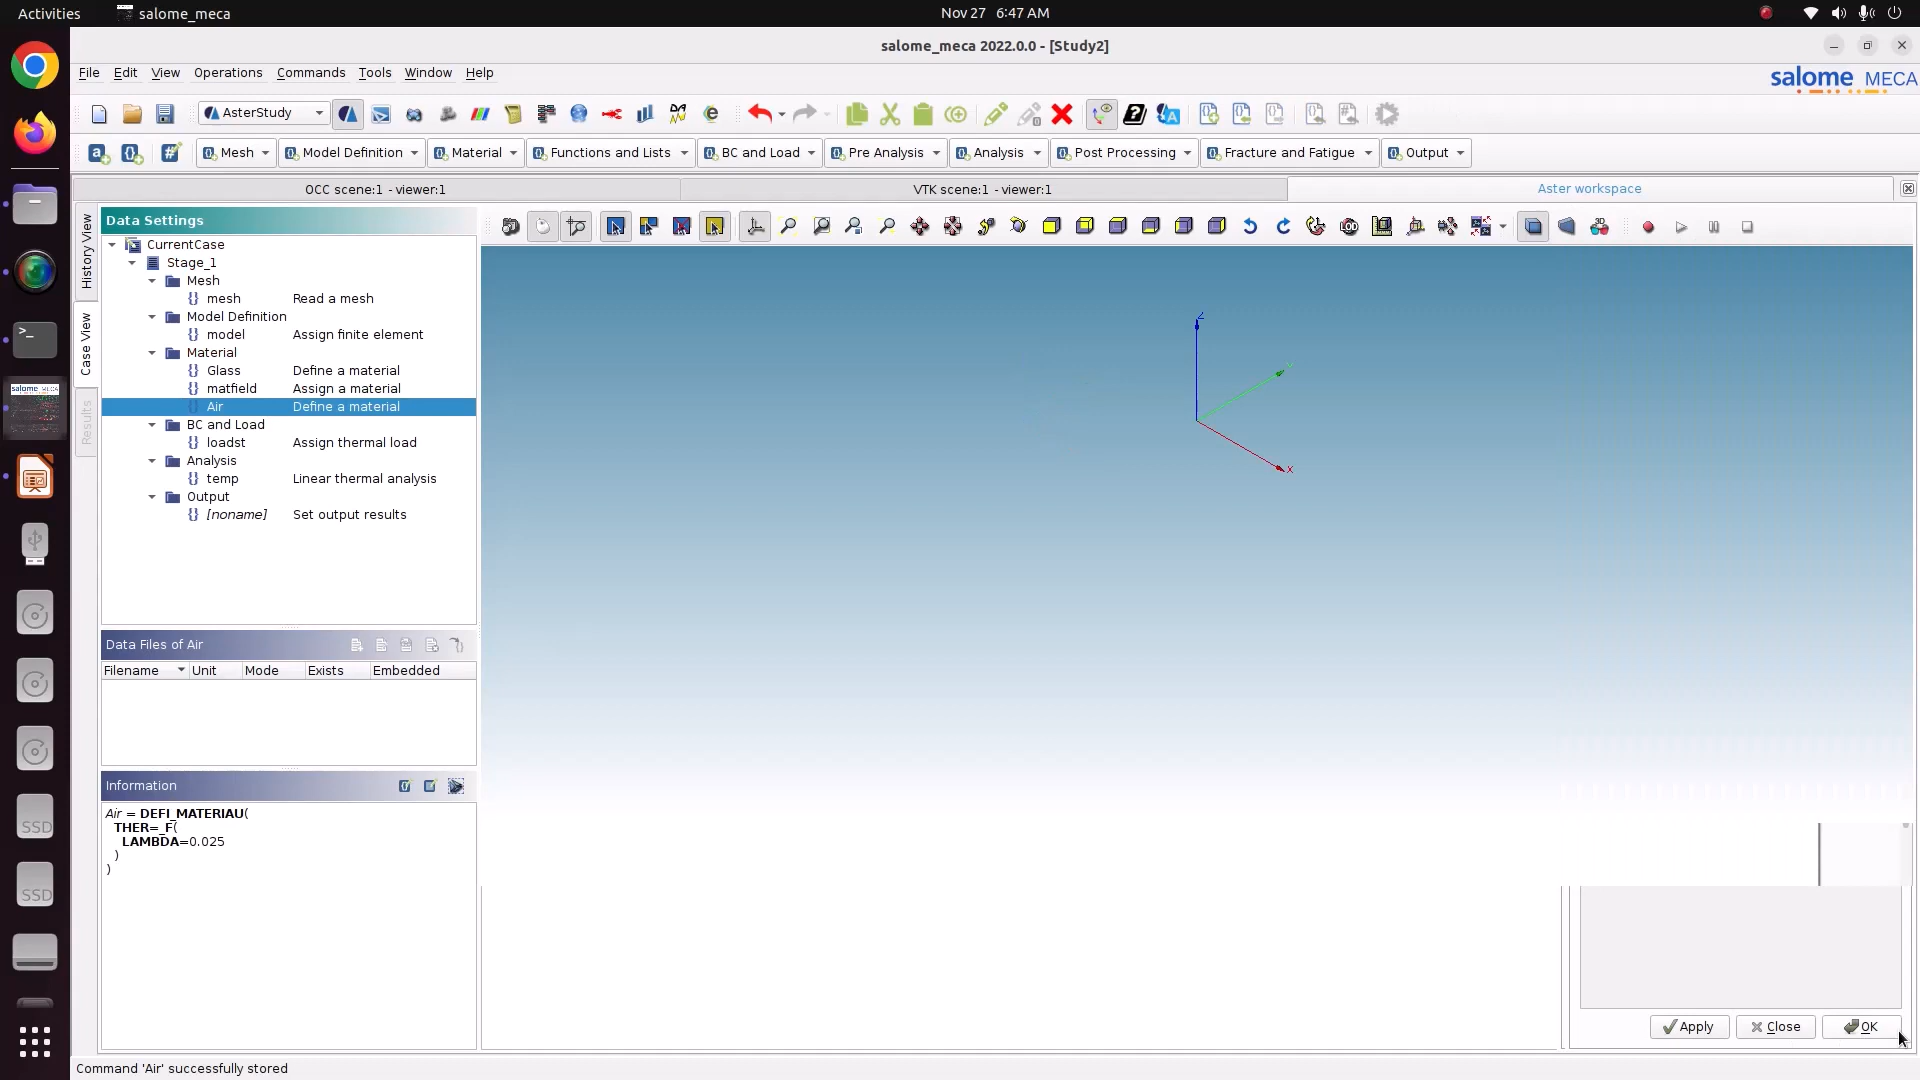 Activities
salome_meca
Nov 27 6:47 AM
salome_meca 2022.0.0 - [Study2]
File Edit View Operations Commands Tools Window Help
salome MECA
AsterStudy
Mesh Model Definition Material Functions and Lists BC and Load Pre Analysis Analysis Post Processing Fracture and Fatigue Output
OCC scene:1 - viewer:1
VTK scene:1 - viewer:1
Aster workspace
History View
Case View
Results
Data Settings
CurrentCase
Stage_1
Mesh
mesh Read a mesh
Model Definition
model Assign finite element
Material
Glass Define a material
matfield Assign a material
Air Define a material
BC and Load
loadst Assign thermal load
Analysis
temp Linear thermal analysis
Output
[noname] Set output results
Data Files of Air
Filename Unit Mode Exists Embedded
Information
Air = DEFI_MATERIAU(
THER=_F(
LAMBDA=0.025
)
)
Z
X
LOD
3D
SSD
SSD
Apply Close OK
Command 'Air' successfully stored